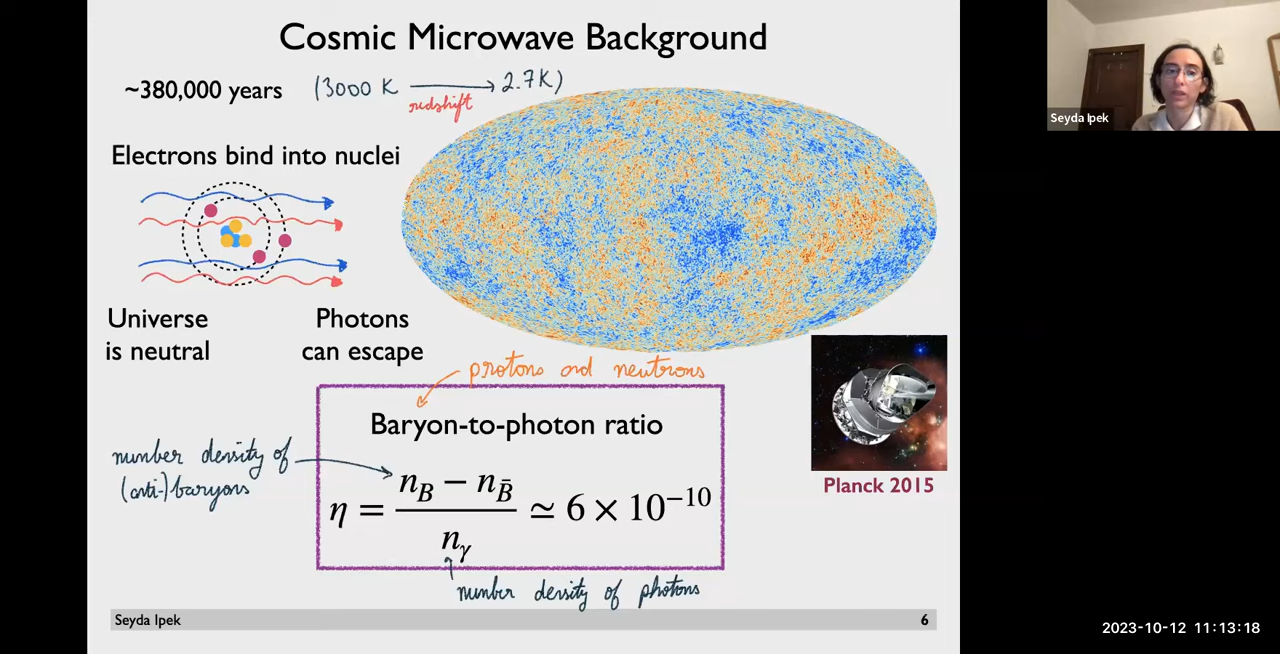 Cosmic Microwave Background
~380,000 years (3000 K → 2.7K)
redshift
Electrons bind into nuclei
Universe
is neutral
Photons
can escape
protons and neutrons
Baryon-to-photon ratio
number density of
(anti-)baryons
η = (n_B − n_B̄) / n_γ ≃ 6 × 10⁻¹⁰
number density of photons
Planck 2015
Seyda Ipek 6
Seyda Ipek
2023-10-12 11:13:18